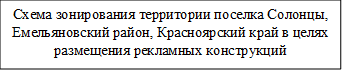 Схема зонирования территории поселка Солонцы,
Емельяновский район, Красноярский край в целях
размещения рекламных конструкций